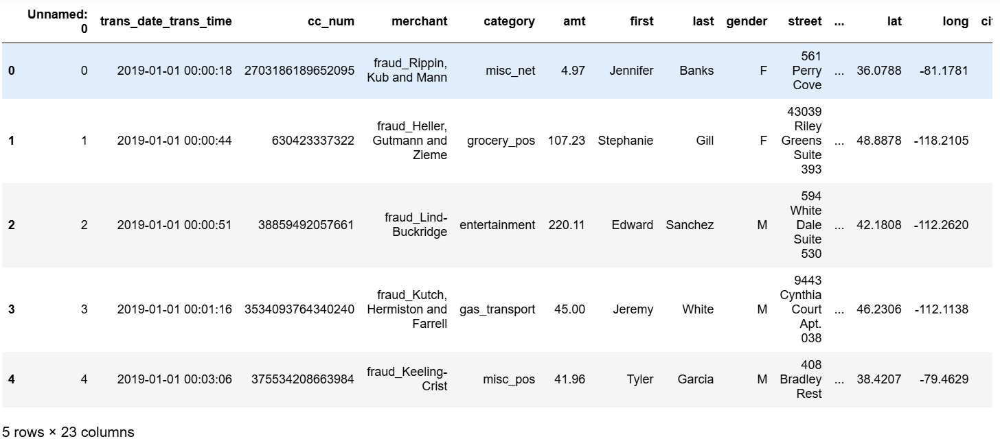 Unnamed: 0 trans_date_trans_time cc_num merchant category amt first last gender street ... lat long cit
0 0 2019-01-01 00:00:18 2703186189652095 fraud_Rippin, Kub and Mann misc_net 4.97 Jennifer Banks F 561 Perry Cove ... 36.0788 -81.1781
1 1 2019-01-01 00:00:44 630423337322 fraud_Heller, Gutmann and Zieme grocery_pos 107.23 Stephanie Gill F 43039 Riley Greens Suite 393 ... 48.8878 -118.2105
2 2 2019-01-01 00:00:51 38859492057661 fraud_Lind-Buckridge entertainment 220.11 Edward Sanchez M 594 White Dale Suite 530 ... 42.1808 -112.2620
3 3 2019-01-01 00:01:16 3534093764340240 fraud_Kutch, Hermiston and Farrell gas_transport 45.00 Jeremy White M 9443 Cynthia Court Apt. 038 ... 46.2306 -112.1138
4 4 2019-01-01 00:03:06 375534208663984 fraud_Keeling-Crist misc_pos 41.96 Tyler Garcia M 408 Bradley Rest ... 38.4207 -79.4629
5 rows × 23 columns